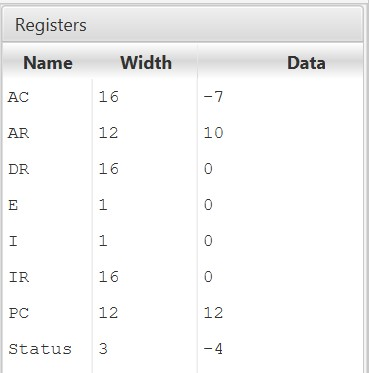 Registers
Name Width Data
AC 16 -7
AR 12 10
DR 16 0
E 1 0
I 1 0
IR 16 0
PC 12 12
Status 3 -4